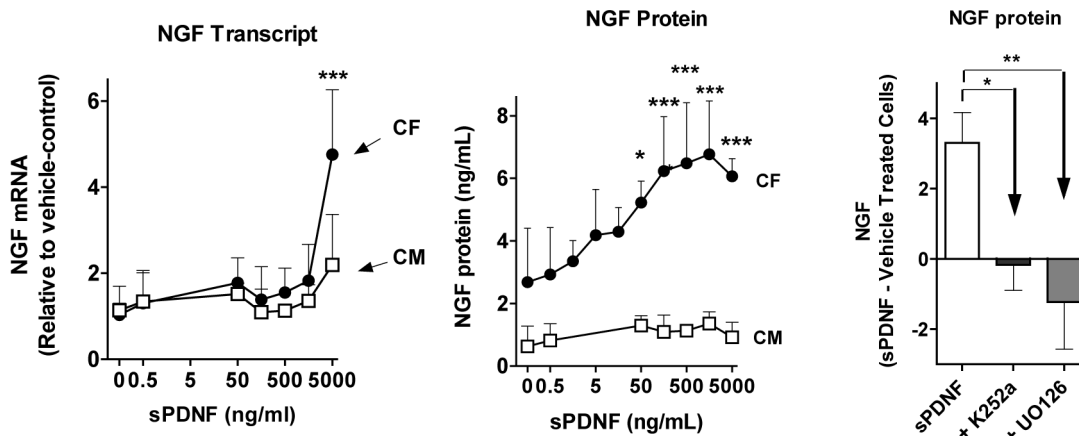 NGF Transcript
***
6
4
2
0
NGF mRNA
(Relative to vehicle-control)
CF
CM
0 0.5 5 50 500 5000
sPDNF (ng/ml)
NGF Protein
8
6
4
2
0
NGF protein (ng/mL)
*
***
***
***
***
CF
CM
0 0.5 5 50 500 5000
sPDNF (ng/mL)
NGF protein
**
*
4
2
0
-2
NGF
(sPDNF - Vehicle Treated Cells)
sPDNF
+ K252a
+ UO126